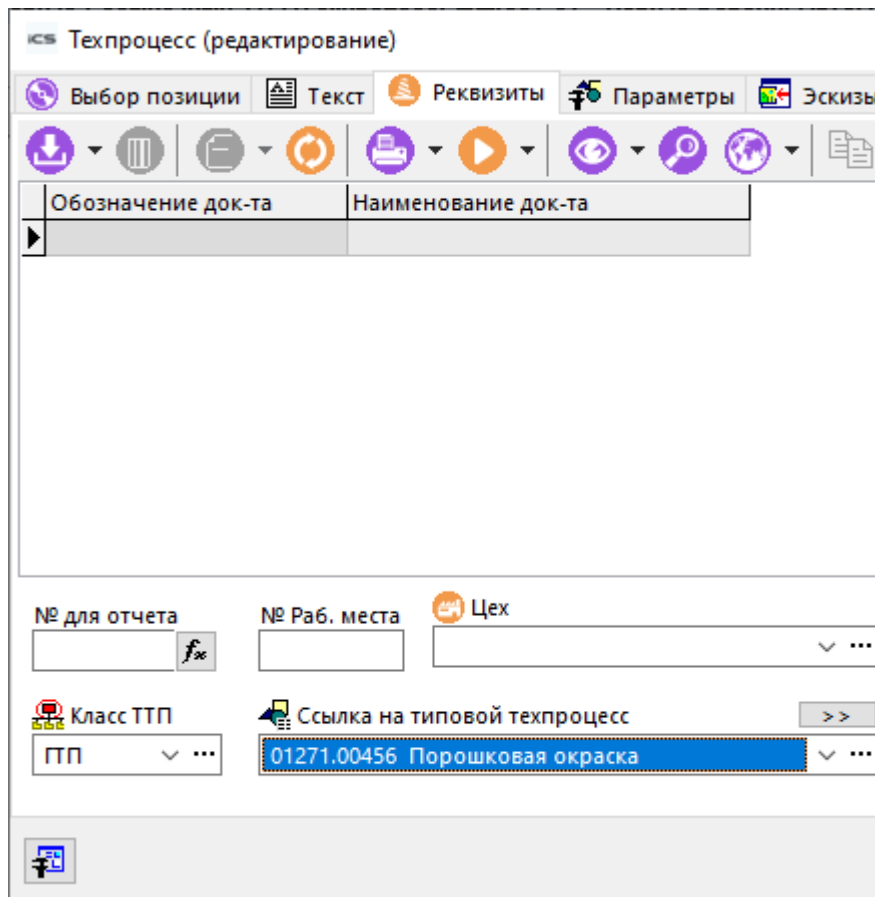 iCS Техпроцесс (редактирование)
Выбор позиции Текст Реквизиты Параметры Эскизы
Обозначение док-та Наименование док-та
№ для отчета № Раб. места Цех
fx ...
Класс ТТП Ссылка на типовой техпроцесс >>
ГТП ... 01271.00456 Порошковая окраска ...